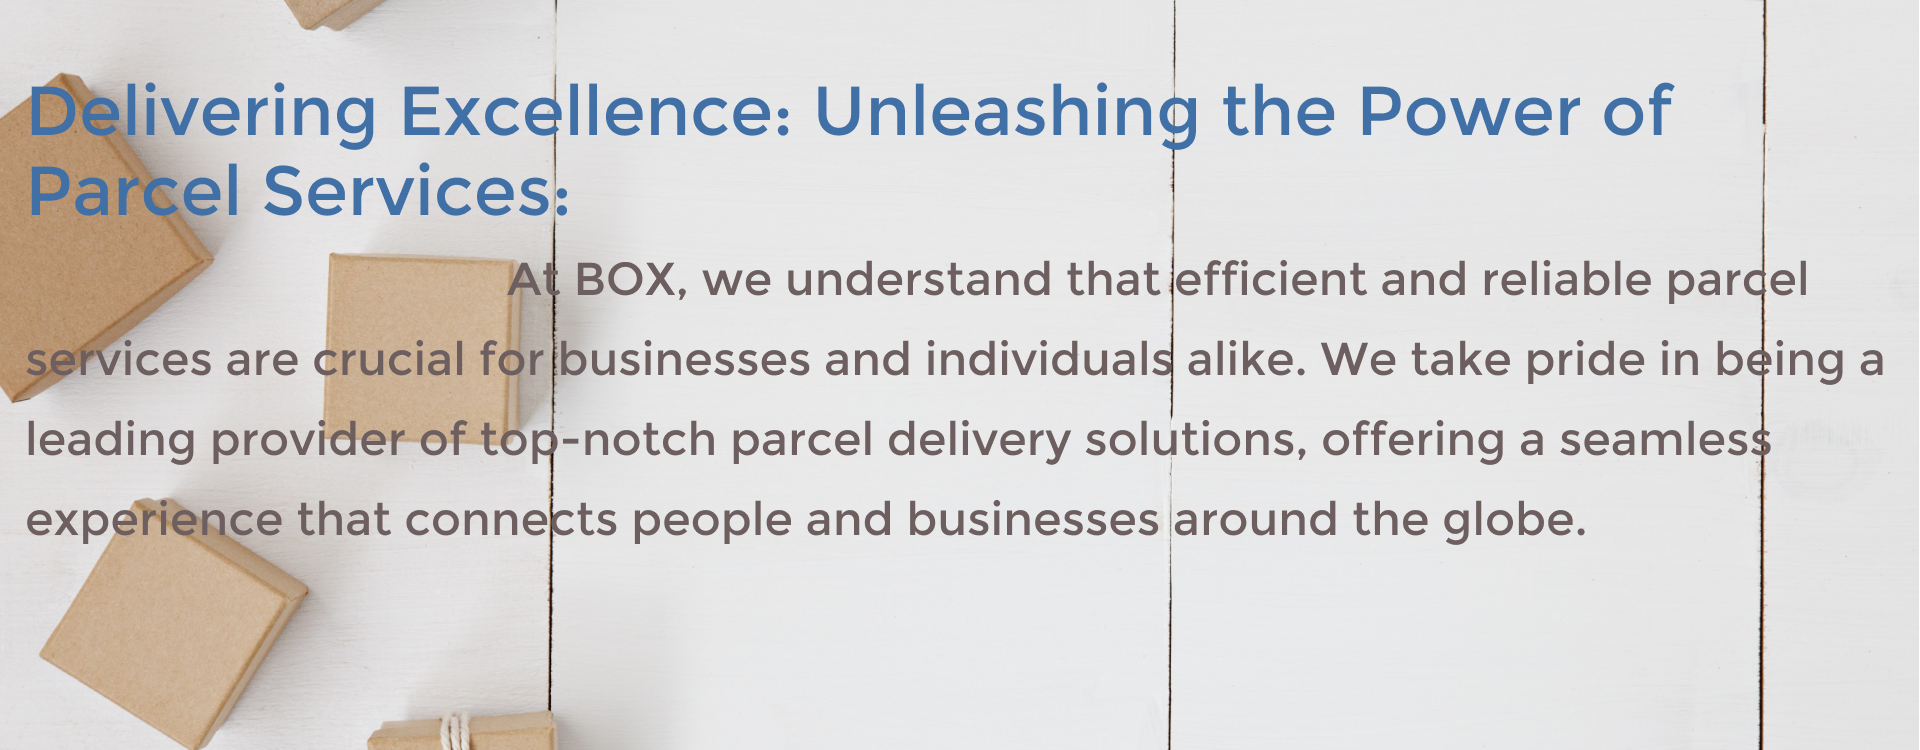 Delivering Excellence: Unleashing the Power of
Parcel Services:
At BOX, we understand that efficient and reliable parcel
services are crucial for businesses and individuals alike. We take pride in being a
leading provider of top-notch parcel delivery solutions, offering a seamless
experience that connects people and businesses around the globe.